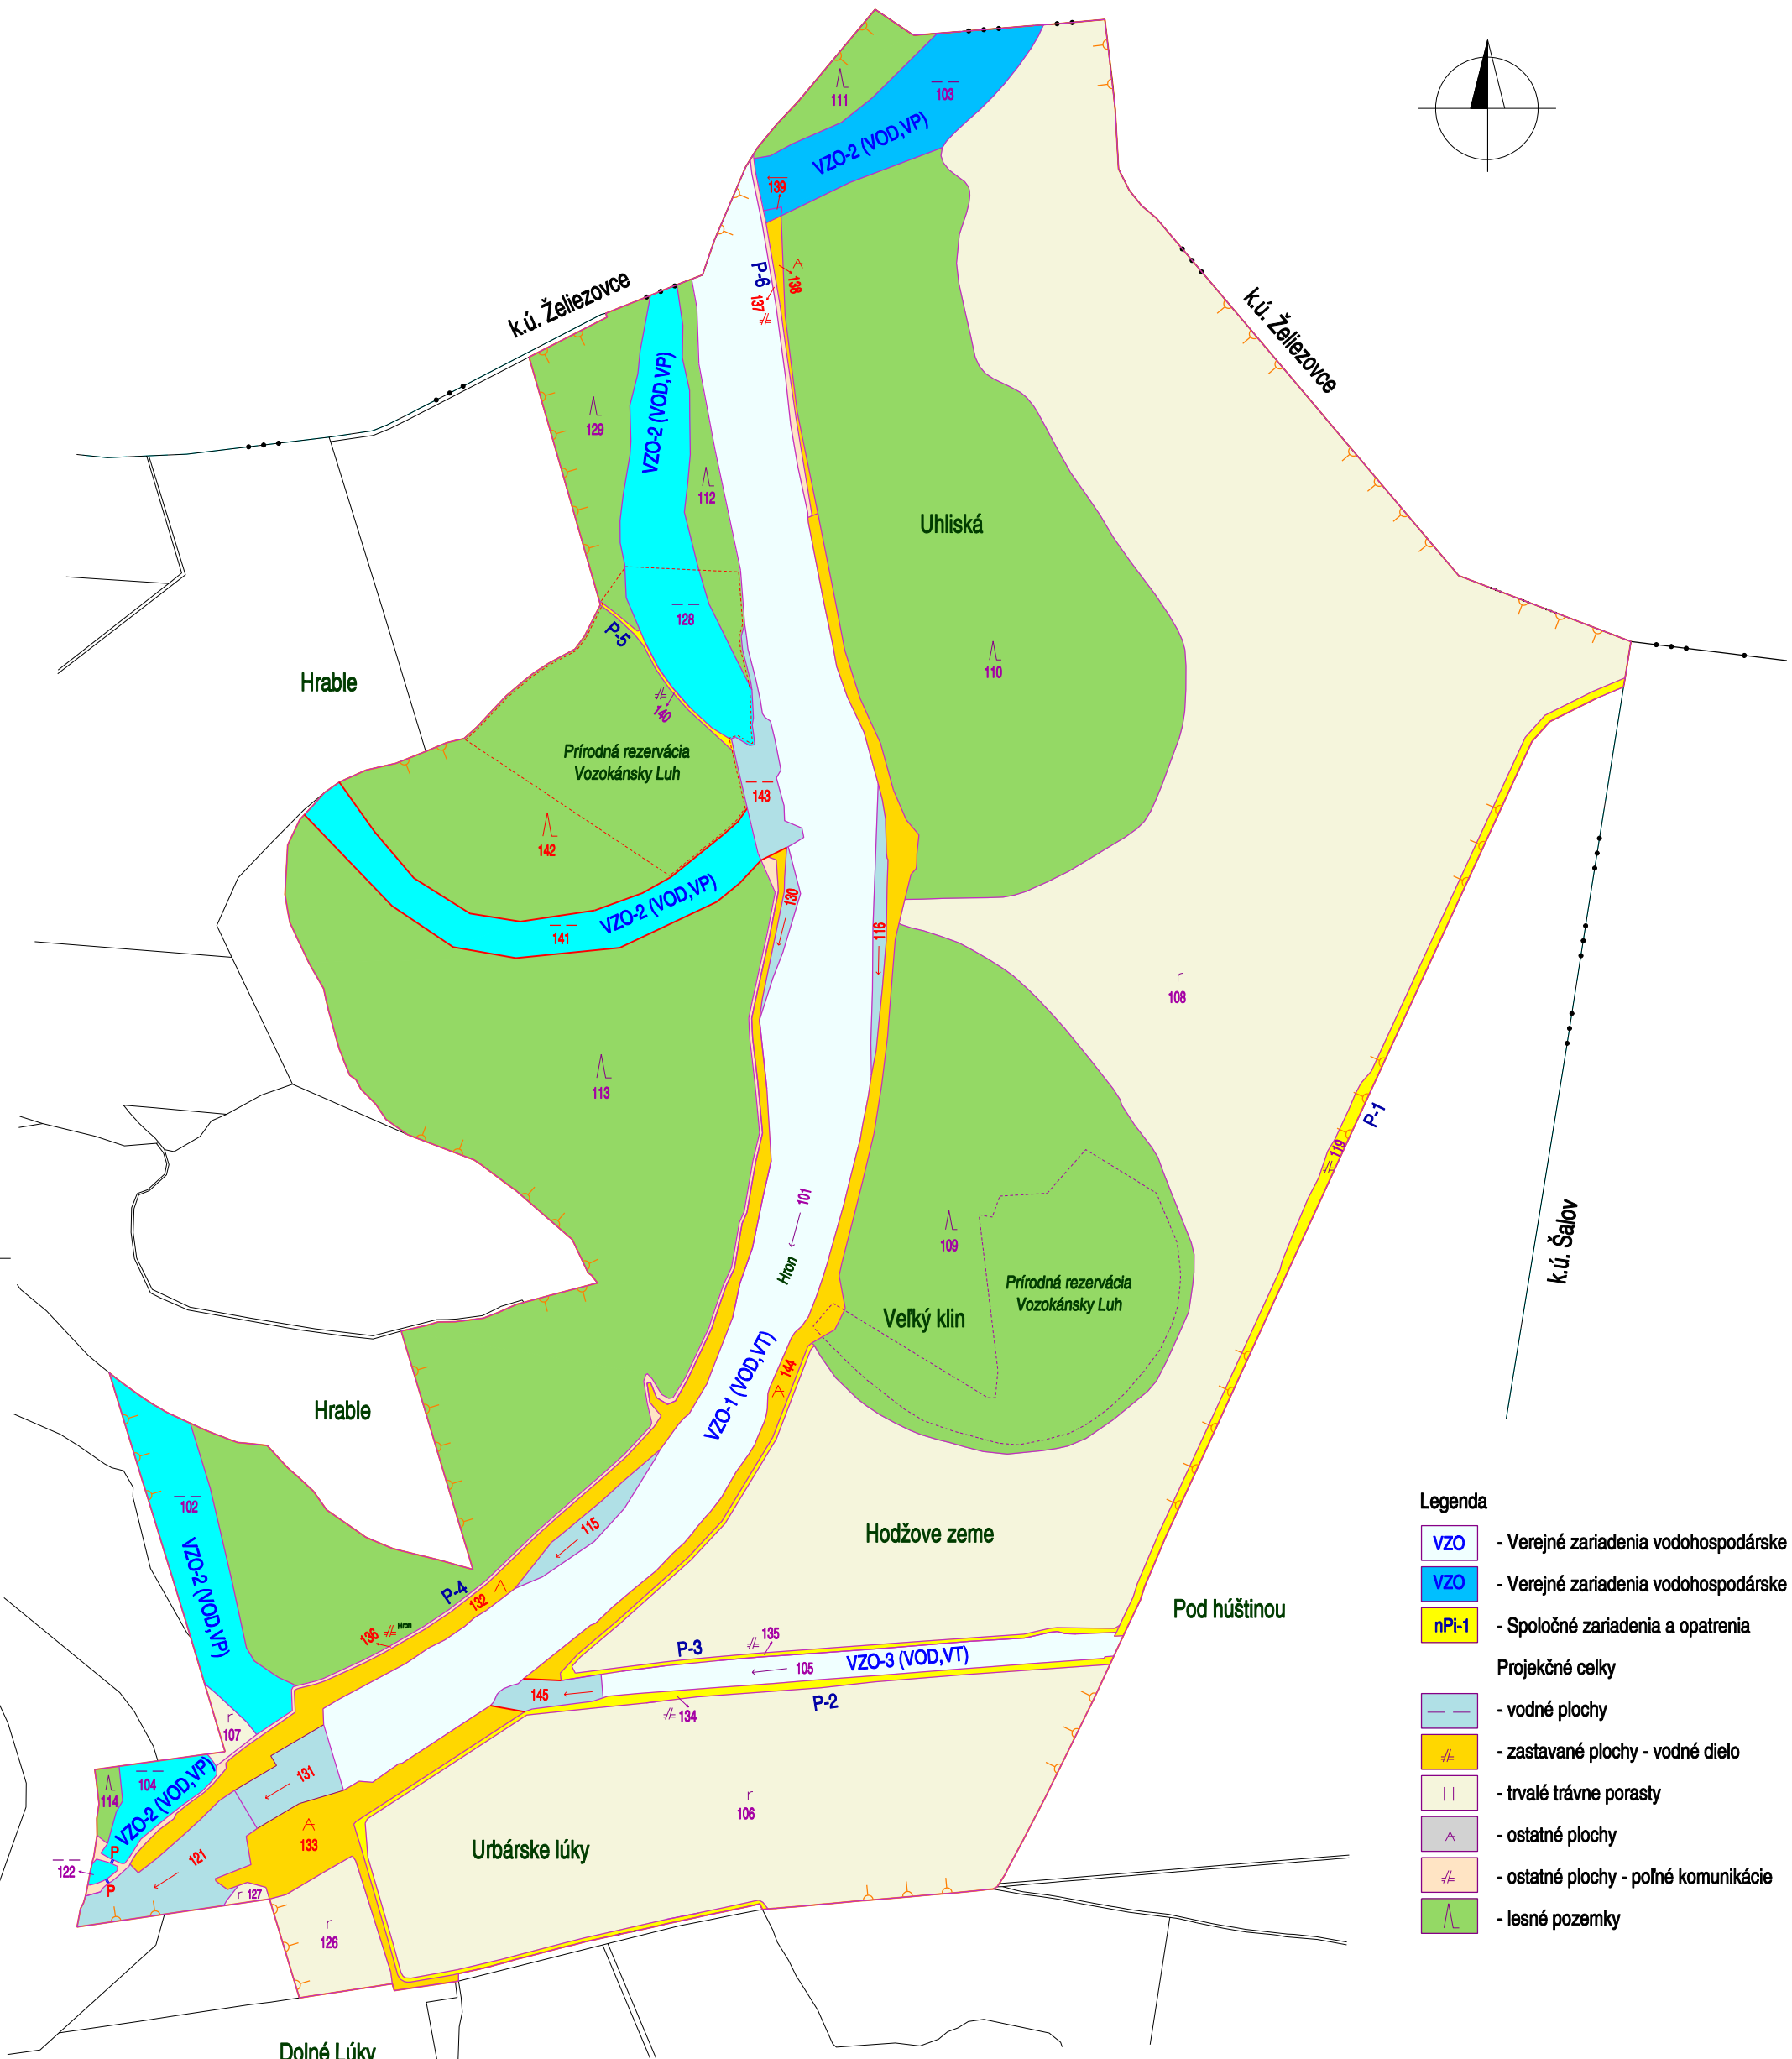 111
103
VZO-2 (VOD,VP)
139
P-6
138
137
k.ú. Želiezovce
k.ú. Želiezovce
VZO-2 (VOD,VP)
129
112
Uhliská
128
P-5
110
Hrable
140
Prírodná rezervácia
Vozokánsky Luh
143
142
VZO-2 (VOD,VP)
141
130
116
r
108
113
P-1
119
101
Hron
109
Prírodná rezervácia
Vozokánsky Luh
Veľký klin
k.ú. Šalov
144
VZO-1 (VOD,VT)
Hrable
102
VZO-2 (VOD,VP)
115
Hodžove zeme
P-4
132
136
Hron
Pod húštinou
135
P-3
105
VZO-3 (VOD,VT)
145
P-2
134
r
107
104
114
VZO-2 (VOD,VP)
131
r
106
133
Urbárske lúky
P
122
121
P
r 127
r
126
Dolné Lúky
Legenda
VZO - Verejné zariadenia vodohospodárske
VZO - Verejné zariadenia vodohospodárske
nPi-1 - Spoločné zariadenia a opatrenia
Projekčné celky
- vodné plochy
- zastavané plochy - vodné dielo
- trvalé trávne porasty
- ostatné plochy
- ostatné plochy - poľné komunikácie
- lesné pozemky